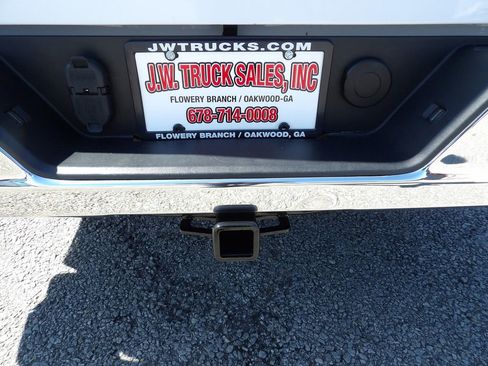 JWTRUCKS.COM
J.W. TRUCK SALES, INC
FLOWERY BRANCH / OAKWOOD-GA
678-714-0008
FLOWERY BRANCH / OAKWOOD, GA